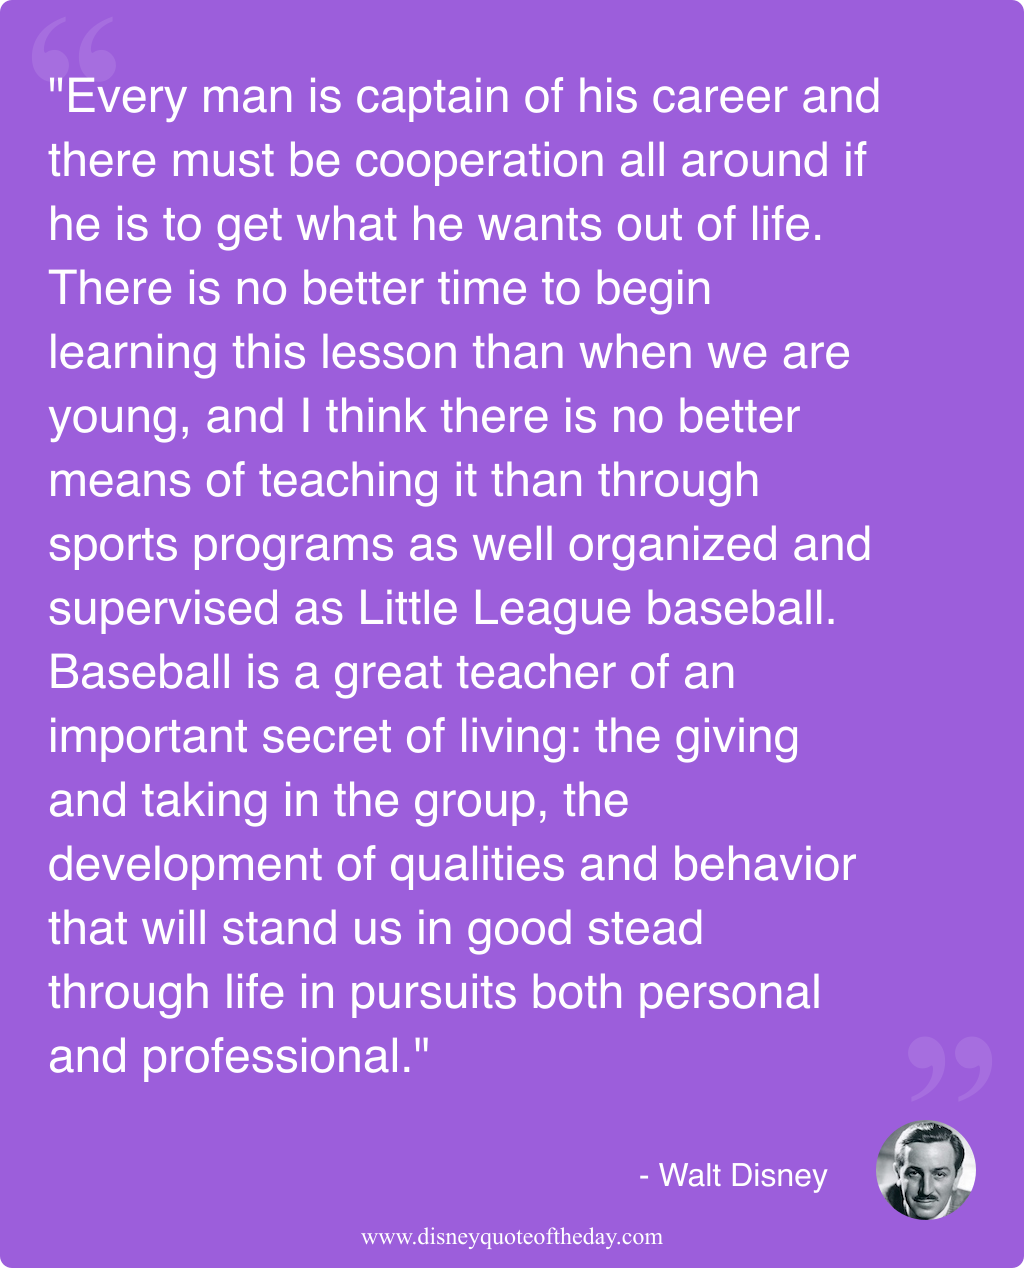 "Every man is captain of his career and
there must be cooperation all around if
he is to get what he wants out of life.
There is no better time to begin
learning this lesson than when we are
young, and I think there is no better
means of teaching it than through
sports programs as well organized and
supervised as Little League baseball.
Baseball is a great teacher of an
important secret of living: the giving
and taking in the group, the
development of qualities and behavior
that will stand us in good stead
through life in pursuits both personal
and professional."
- Walt Disney
www.disneyquoteoftheday.com